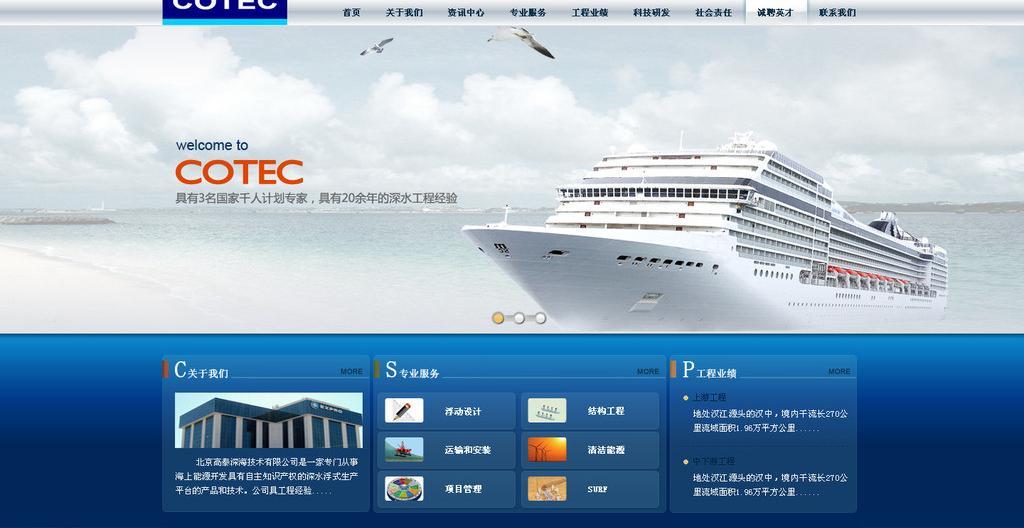 COTEC
首页 关于我们 资讯中心 专业服务 工程业绩 科技研发 社会责任 诚聘英才 联系我们
welcome to
COTEC
具有3名国家千人计划专家，具有20余年的深水工程经验
C关于我们 MORE
S专业服务 MORE
P工程业绩 MORE
北京高泰深海技术有限公司是一家专门从事
海上能源开发具有自主知识产权的深水浮式生产
平台的产品和技术。公司具工程经验.....
浮动设计
结构工程
运输和安装
清洁能源
项目管理
SURF
上游工程
地处汉江源头的汉中，境内干流长270公
里流域面积1.96万平方公里......
中下游工程
地处汉江源头的汉中，境内干流长270公
里流域面积1.96万平方公里......